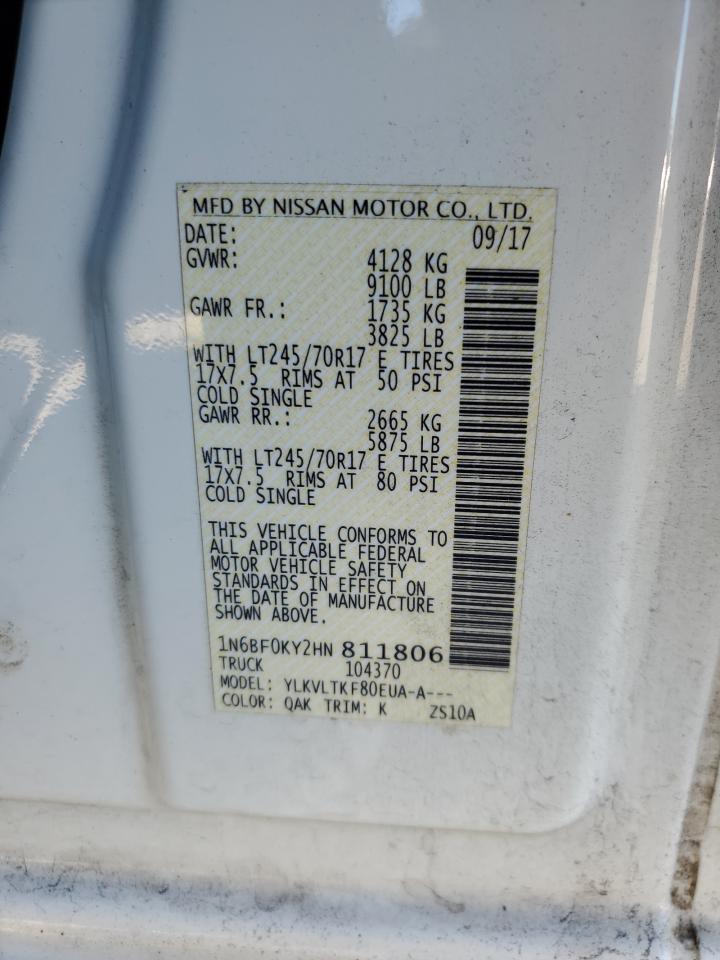 MFD BY NISSAN MOTOR CO., LTD.
DATE: 09/17
GVWR: 4128 KG
9100 LB
GAWR FR.: 1735 KG
3825 LB
WITH LT245/70R17 E TIRES
17X7.5 RIMS AT 50 PSI
COLD SINGLE
GAWR RR.: 2665 KG
5875 LB
WITH LT245/70R17 E TIRES
17X7.5 RIMS AT 80 PSI
COLD SINGLE
THIS VEHICLE CONFORMS TO
ALL APPLICABLE FEDERAL
MOTOR VEHICLE SAFETY
STANDARDS IN EFFECT ON
THE DATE OF MANUFACTURE
SHOWN ABOVE.
1N6BF0KY2HN 811806
TRUCK 104370
MODEL: YLKVLTKF80EUA-A---
COLOR: QAK TRIM: K ZS10A